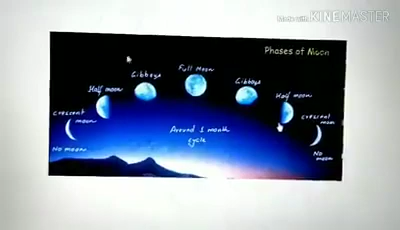 Made with KINEMASTER
Phases of Moon
Full Moon
Gibbous
Gibbous
Half moon
Half moon
Crescent
moon
Crescent
moon
Around 1 month
cycle
No moon
No
moon